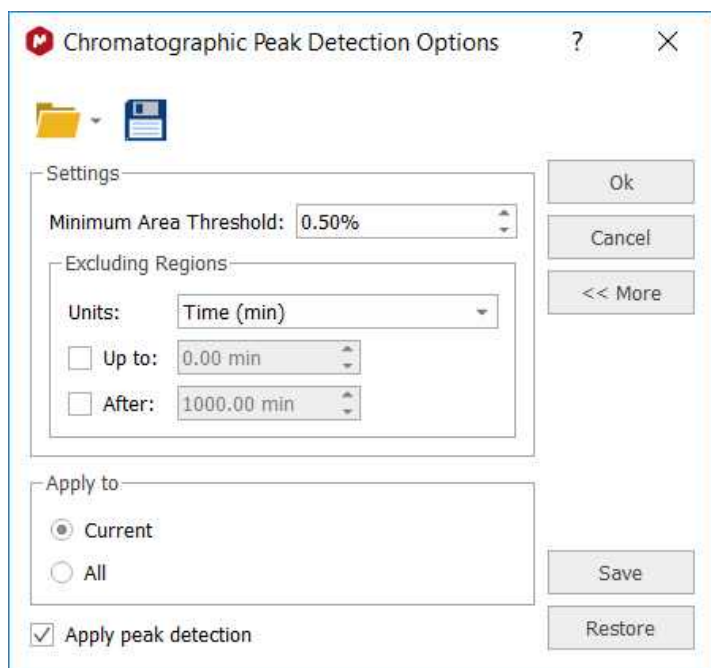 Chromatographic Peak Detection Options ?
Settings
Minimum Area Threshold: 0.50%
Excluding Regions
Units: Time (min)
Up to: 0.00 min
After: 1000.00 min
Ok
Cancel
<< More
Apply to
Current
All
Apply peak detection
Save
Restore